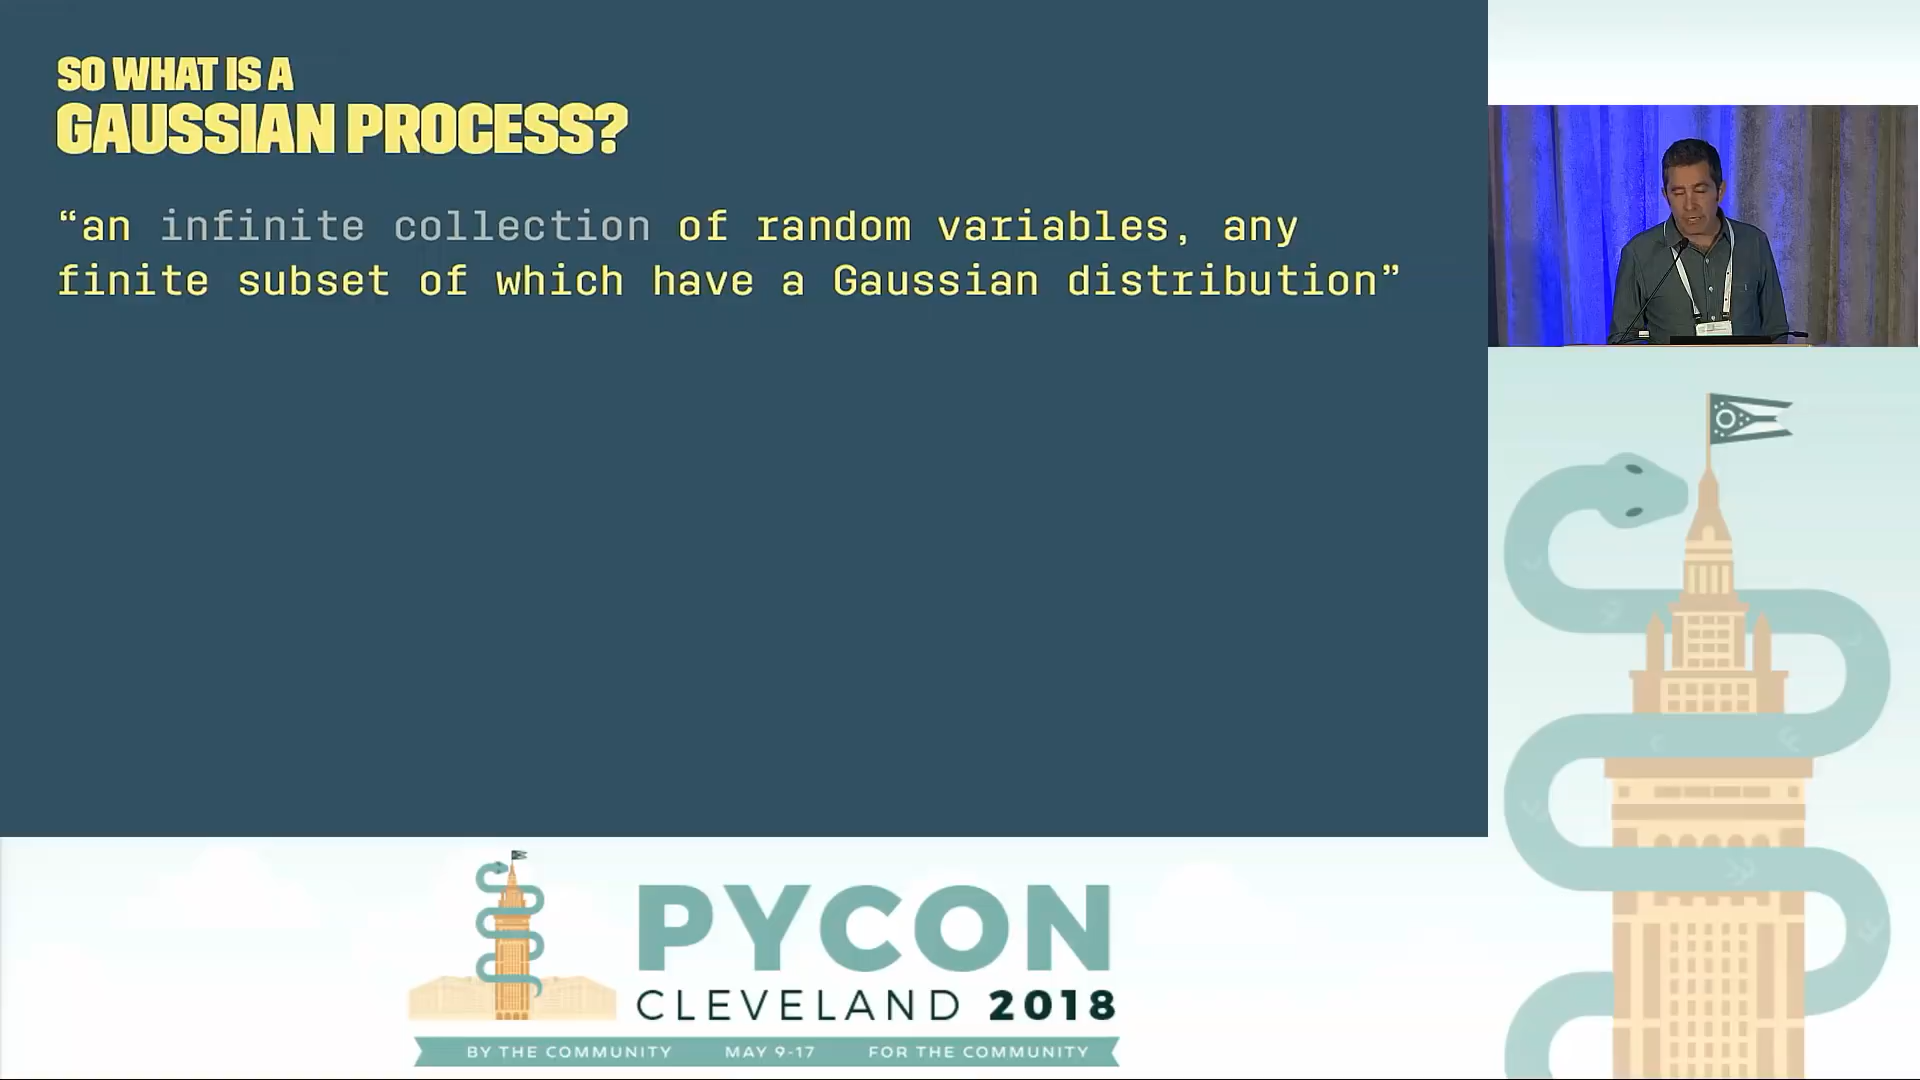 SO WHAT IS A
GAUSSIAN PROCESS?
“an infinite collection of random variables, any
finite subset of which have a Gaussian distribution”
PYCON
CLEVELAND 2018
BY THE COMMUNITY MAY 9-17 FOR THE COMMUNITY